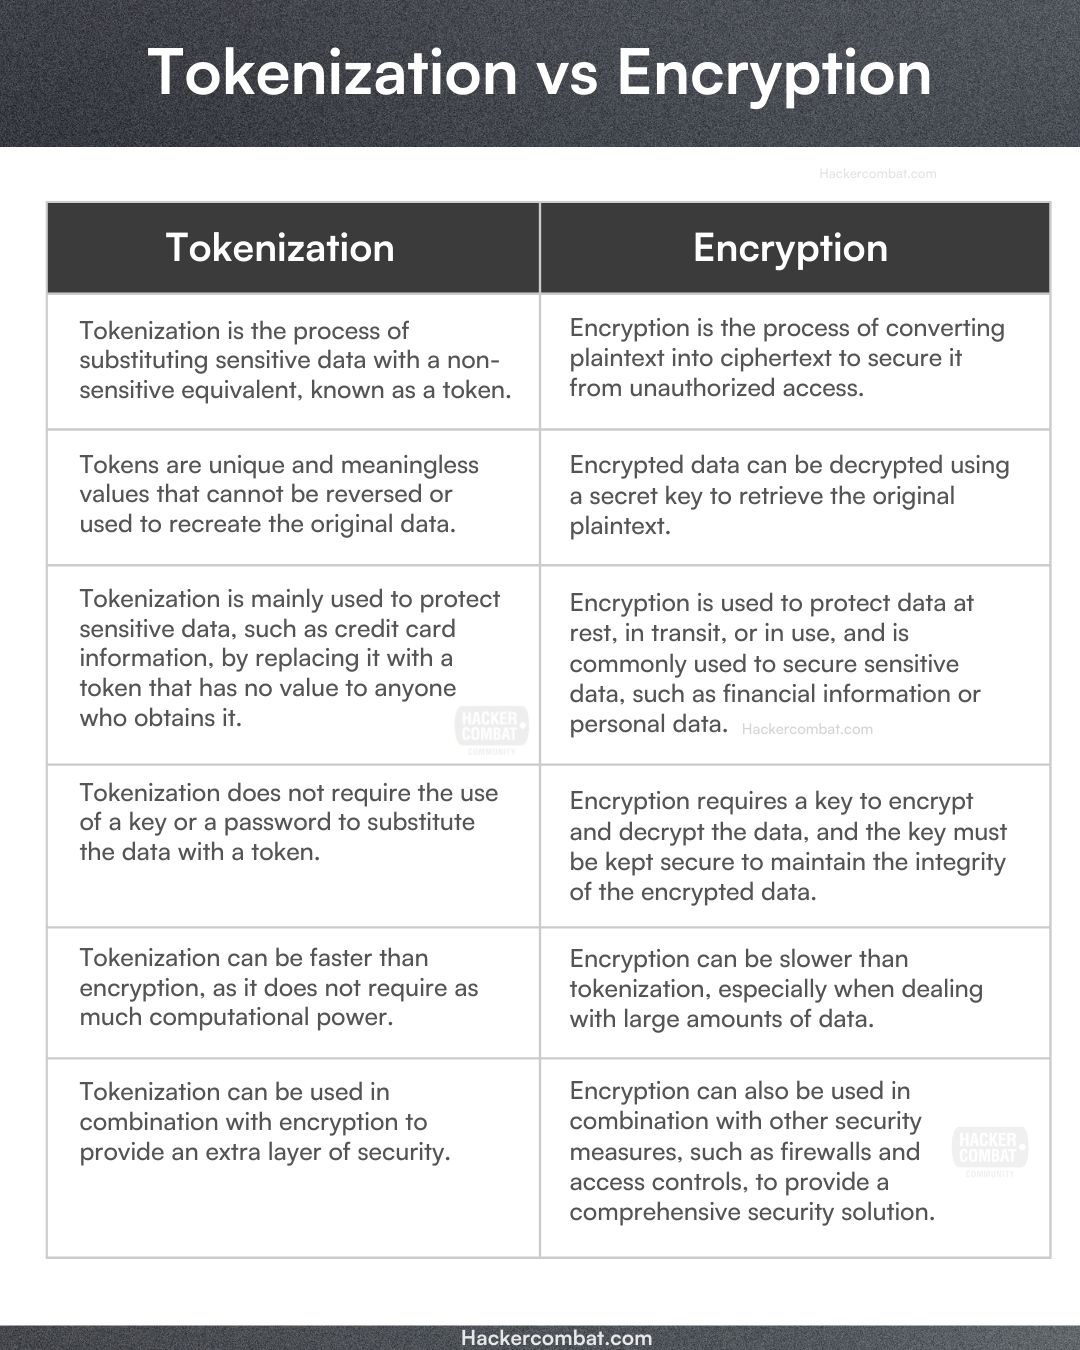 Tokenization vs Encryption
Hackercombat.com
Tokenization
Encryption
Tokenization is the process of
substituting sensitive data with a non-
sensitive equivalent, known as a token.
Encryption is the process of converting
plaintext into ciphertext to secure it
from unauthorized access.
Tokens are unique and meaningless
values that cannot be reversed or
used to recreate the original data.
Encrypted data can be decrypted using
a secret key to retrieve the original
plaintext.
Tokenization is mainly used to protect
sensitive data, such as credit card
information, by replacing it with a
token that has no value to anyone
who obtains it.
HACKER
COMBAT
COMMUNITY
Encryption is used to protect data at
rest, in transit, or in use, and is
commonly used to secure sensitive
data, such as financial information or
personal data.
Hackercombat.com
Tokenization does not require the use
of a key or a password to substitute
the data with a token.
Encryption requires a key to encrypt
and decrypt the data, and the key must
be kept secure to maintain the integrity
of the encrypted data.
Tokenization can be faster than
encryption, as it does not require as
much computational power.
Encryption can be slower than
tokenization, especially when dealing
with large amounts of data.
Tokenization can be used in
combination with encryption to
provide an extra layer of security.
Encryption can also be used in
combination with other security
measures, such as firewalls and
access controls, to provide a
comprehensive security solution.
HACKER
COMBAT
COMMUNITY
Hackercombat.com